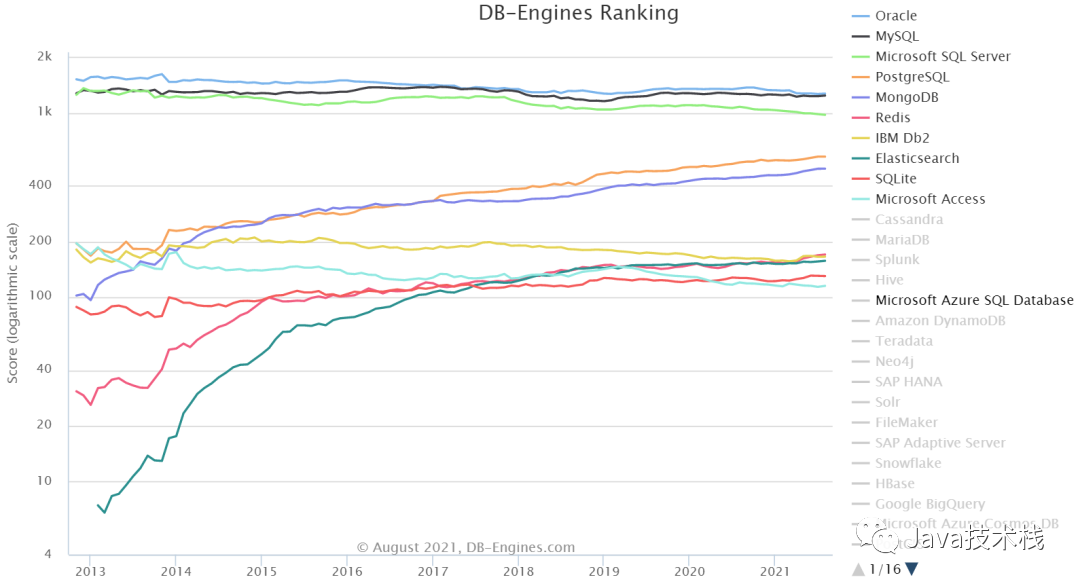 DB-Engines Ranking
Score (logarithmic scale)
2k
1k
400
200
100
40
20
10
4
2013
2014
2015
2016
2017
2018
2019
2020
2021
© August 2021, DB-Engines.com
Oracle
MySQL
Microsoft SQL Server
PostgreSQL
MongoDB
Redis
IBM Db2
Elasticsearch
SQLite
Microsoft Access
Cassandra
MariaDB
Splunk
Hive
Microsoft Azure SQL Database
Amazon DynamoDB
Teradata
Neo4j
SAP HANA
Solr
FileMaker
SAP Adaptive Server
Snowflake
HBase
Google BigQuery
Microsoft Azure Cosmos DB
Java技术栈
1/16